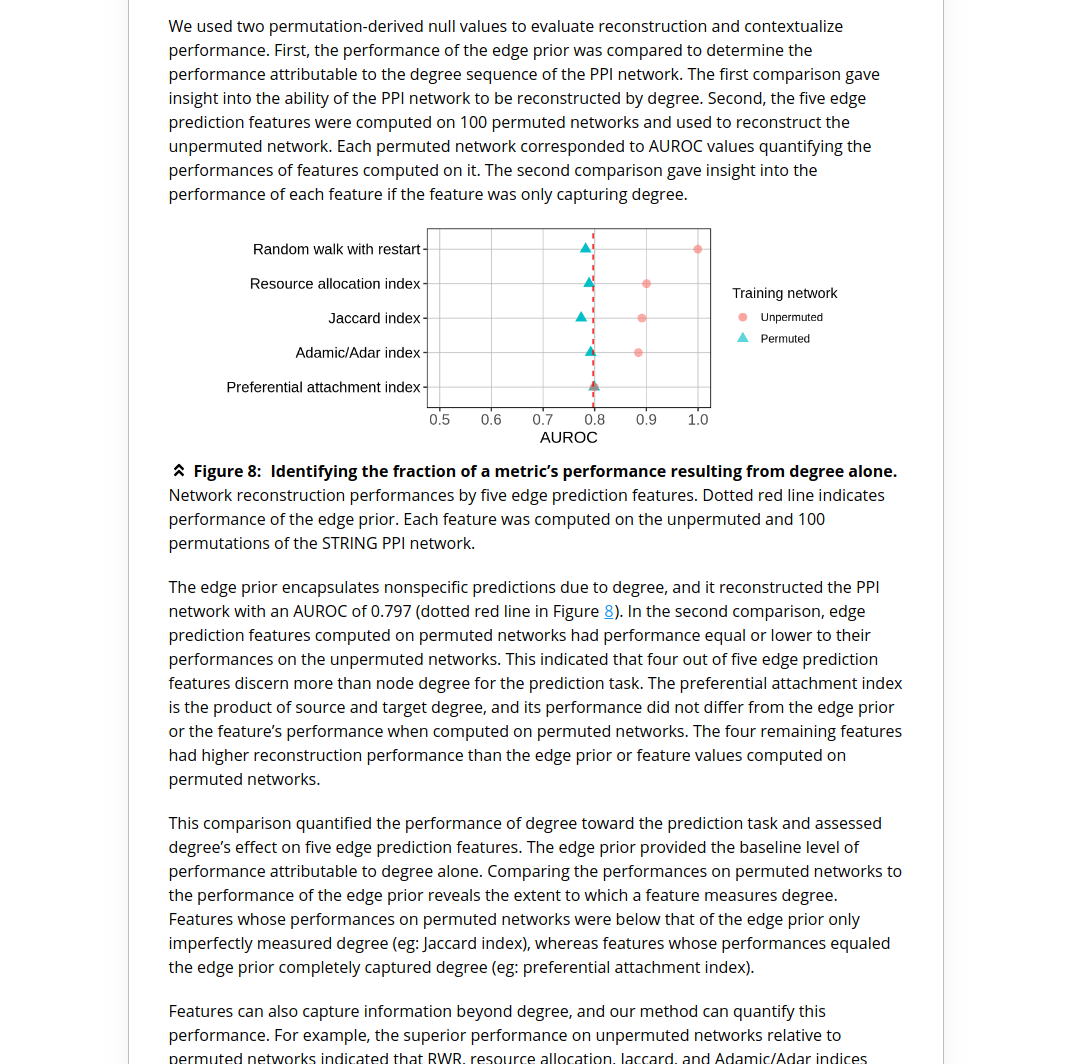 We used two permutation-derived null values to evaluate reconstruction and contextualize
performance. First, the performance of the edge prior was compared to determine the
performance attributable to the degree sequence of the PPI network. The first comparison gave
insight into the ability of the PPI network to be reconstructed by degree. Second, the five edge
prediction features were computed on 100 permuted networks and used to reconstruct the
unpermuted network. Each permuted network corresponded to AUROC values quantifying the
performances of features computed on it. The second comparison gave insight into the
performance of each feature if the feature was only capturing degree.
Random walk with restart
Resource allocation index
Jaccard index
Adamic/Adar index
Preferential attachment index
0.5 0.6 0.7 0.8 0.9 1.0
AUROC
Training network
Unpermuted
Permuted
Figure 8: Identifying the fraction of a metric’s performance resulting from degree alone.
Network reconstruction performances by five edge prediction features. Dotted red line indicates
performance of the edge prior. Each feature was computed on the unpermuted and 100
permutations of the STRING PPI network.
The edge prior encapsulates nonspecific predictions due to degree, and it reconstructed the PPI
network with an AUROC of 0.797 (dotted red line in Figure 8). In the second comparison, edge
prediction features computed on permuted networks had performance equal or lower to their
performances on the unpermuted networks. This indicated that four out of five edge prediction
features discern more than node degree for the prediction task. The preferential attachment index
is the product of source and target degree, and its performance did not differ from the edge prior
or the feature’s performance when computed on permuted networks. The four remaining features
had higher reconstruction performance than the edge prior or feature values computed on
permuted networks.
This comparison quantified the performance of degree toward the prediction task and assessed
degree’s effect on five edge prediction features. The edge prior provided the baseline level of
performance attributable to degree alone. Comparing the performances on permuted networks to
the performance of the edge prior reveals the extent to which a feature measures degree.
Features whose performances on permuted networks were below that of the edge prior only
imperfectly measured degree (eg: Jaccard index), whereas features whose performances equaled
the edge prior completely captured degree (eg: preferential attachment index).
Features can also capture information beyond degree, and our method can quantify this
performance. For example, the superior performance on unpermuted networks relative to
permuted networks indicated that RWR, resource allocation, Jaccard, and Adamic/Adar indices